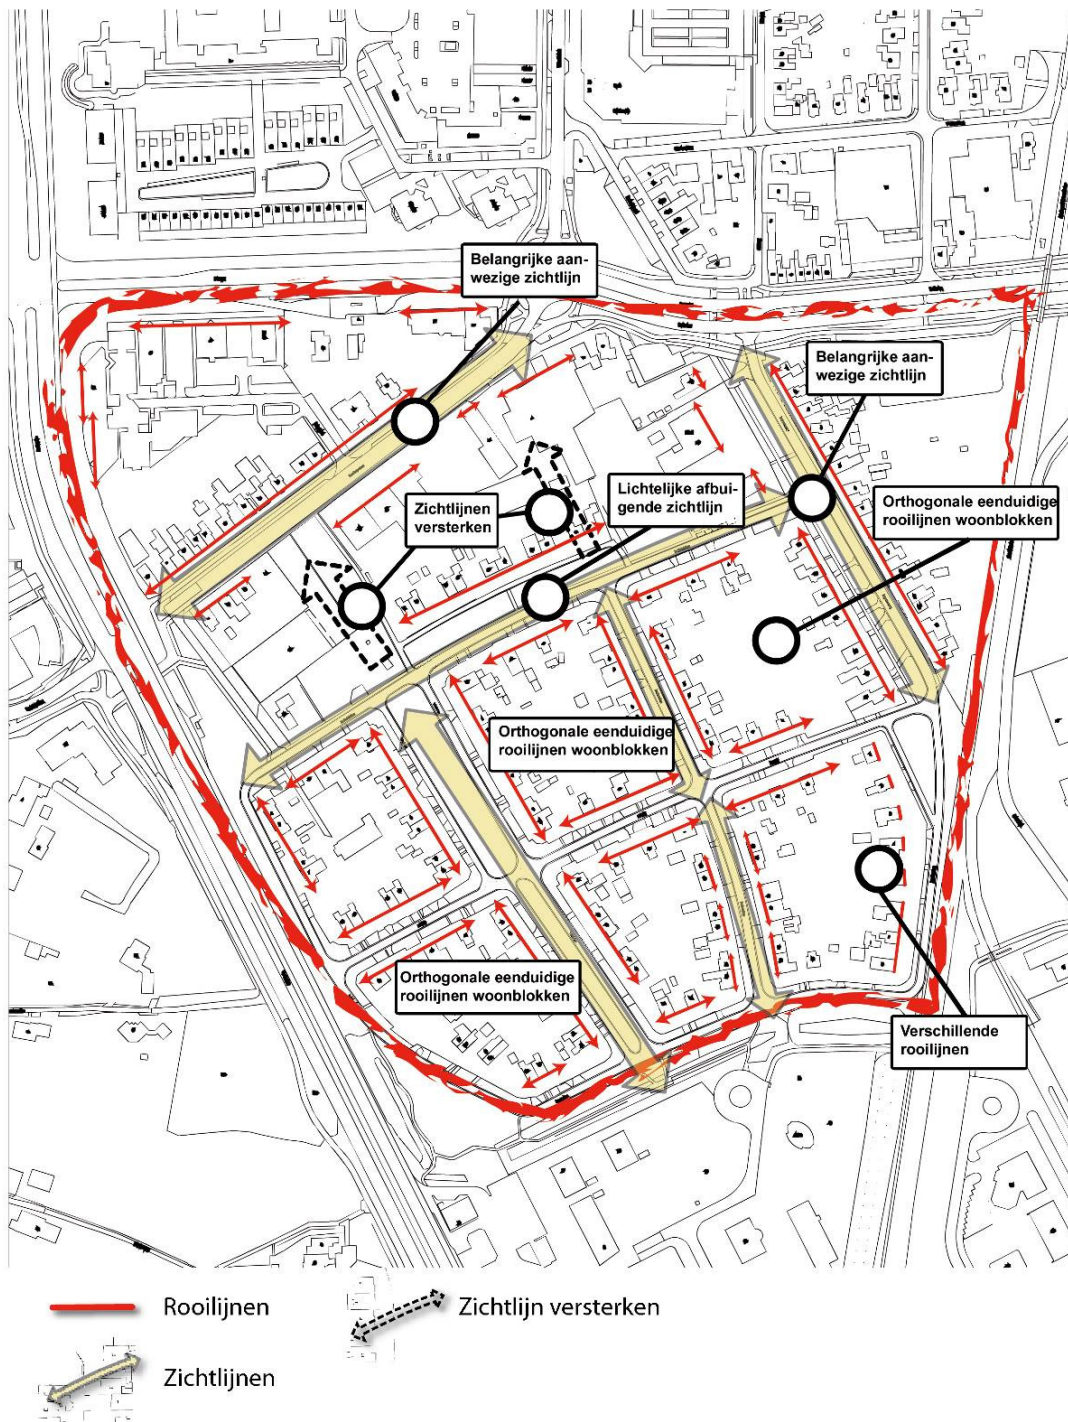 Belangrijke aan-
wezige zichtlijn
Belangrijke aan-
wezige zichtlijn
Zichtlijnen
versterken
Lichtelijke afbui-
gende zichtlijn
Orthogonale eenduidige
rooilijnen woonblokken
Orthogonale eenduidige
rooilijnen woonblokken
Orthogonale eenduidige
rooilijnen woonblokken
Verschillende
rooilijnen
Rooilijnen
Zichtlijn versterken
Zichtlijnen